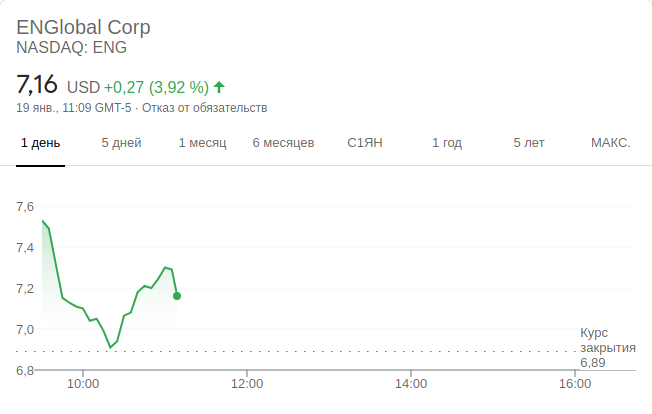 ENGlobal Corp
NASDAQ: ENG
7,16 USD +0,27 (3,92 %)
19 янв., 11:09 GMT-5 · Отказ от обязательств
1 день 5 дней 1 месяц 6 месяцев С1ЯН 1 год 5 лет МАКС.
7,6
7,4
7,2
7,0
6,8
Курс
закрытия
6,89
10:00 12:00 14:00 16:00